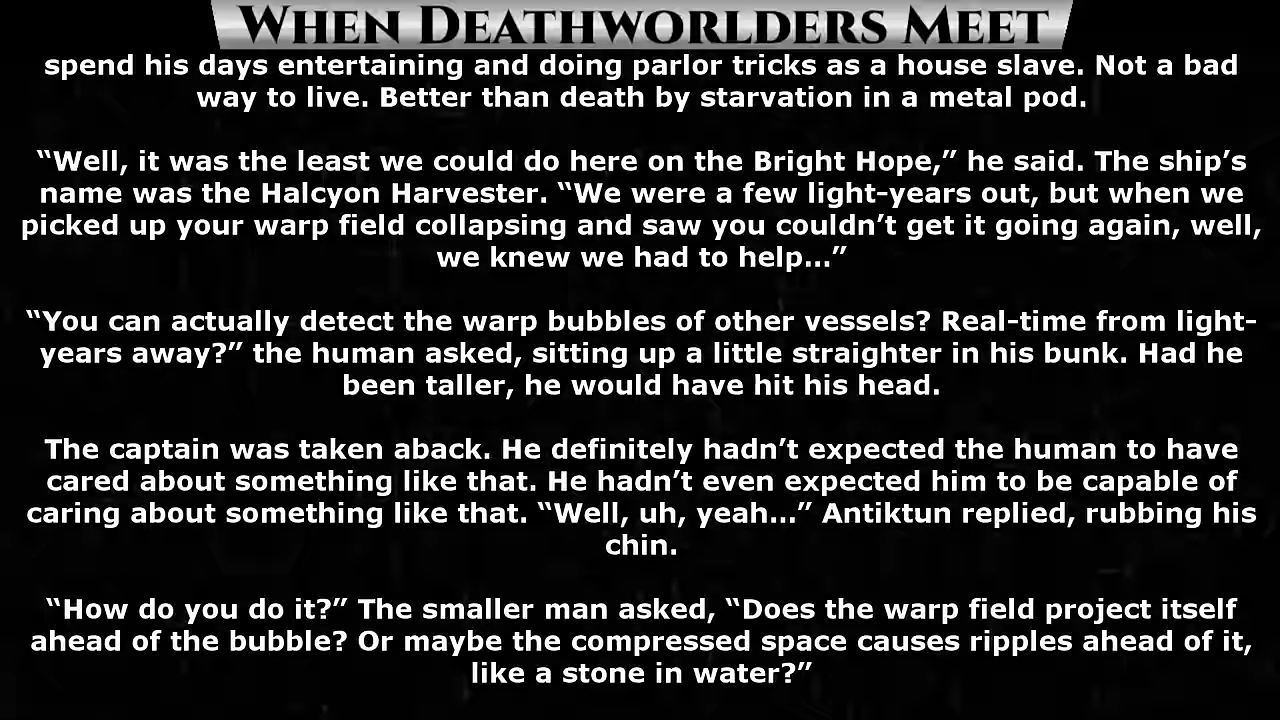 When Deathworlders Meet
spend his days entertaining and doing parlor tricks as a house slave. Not a bad
way to live. Better than death by starvation in a metal pod.
“Well, it was the least we could do here on the Bright Hope,” he said. The ship’s
name was the Halcyon Harvester. “We were a few light-years out, but when we
picked up your warp field collapsing and saw you couldn’t get it going again, well,
we knew we had to help…”
“You can actually detect the warp bubbles of other vessels? Real-time from light-
years away?” the human asked, sitting up a little straighter in his bunk. Had he
been taller, he would have hit his head.
The captain was taken aback. He definitely hadn’t expected the human to have
cared about something like that. He hadn’t even expected him to be capable of
caring about something like that. “Well, uh, yeah…” Antiktun replied, rubbing his
chin.
“How do you do it?” The smaller man asked, “Does the warp field project itself
ahead of the bubble? Or maybe the compressed space causes ripples ahead of it,
like a stone in water?”